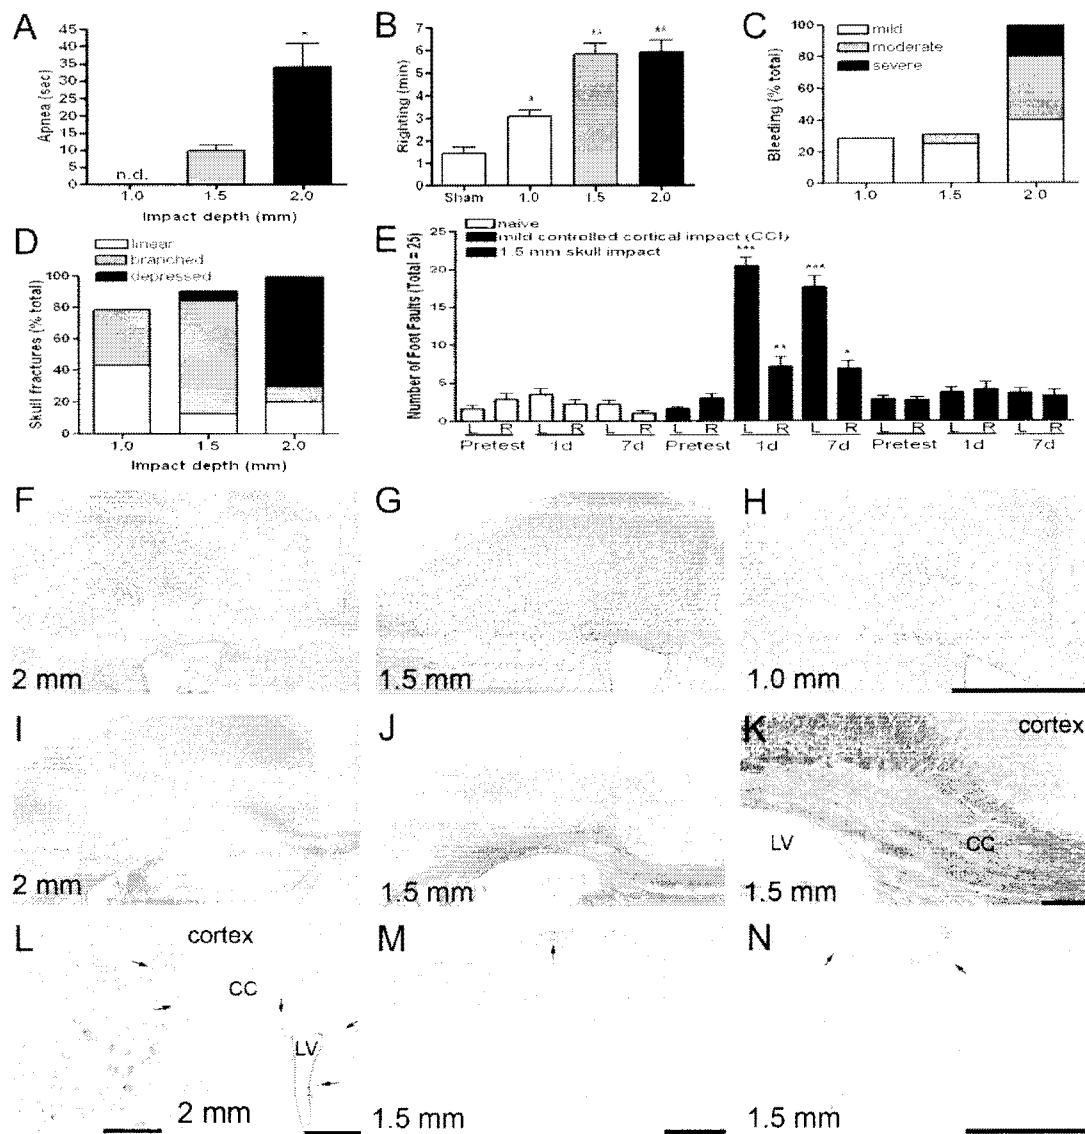 A
Apnea (sec)
45
40
35
30
25
20
15
10
5
0
*
n.d.
1.0 1.5 2.0
Impact depth (mm)
B
Righting (min)
7
6
5
4
3
2
1
0
* ** **
Sham 1.0 1.5 2.0
C
Bleeding (% total)
100
80
60
40
20
0
mild
moderate
severe
1.0 1.5 2.0
D
Skull fractures (% total)
linear
branched
depressed
100
80
60
40
20
0
1.0 1.5 2.0
Impact depth (mm)
E
Number of Foot Faults (Total = 25)
naive
mild controlled cortical impact (CCI)
1.5 mm skull impact
25
20
15
10
5
0
*** ** *** *
L R L R L R L R L R L R L R L R L R
Pretest 1d 7d Pretest 1d 7d Pretest 1d 7d
F
2 mm
G
1.5 mm
H
1.0 mm
I
2 mm
J
1.5 mm
K
cortex
LV
CC
1.5 mm
L
cortex
CC
LV
2 mm
M
1.5 mm
N
1.5 mm